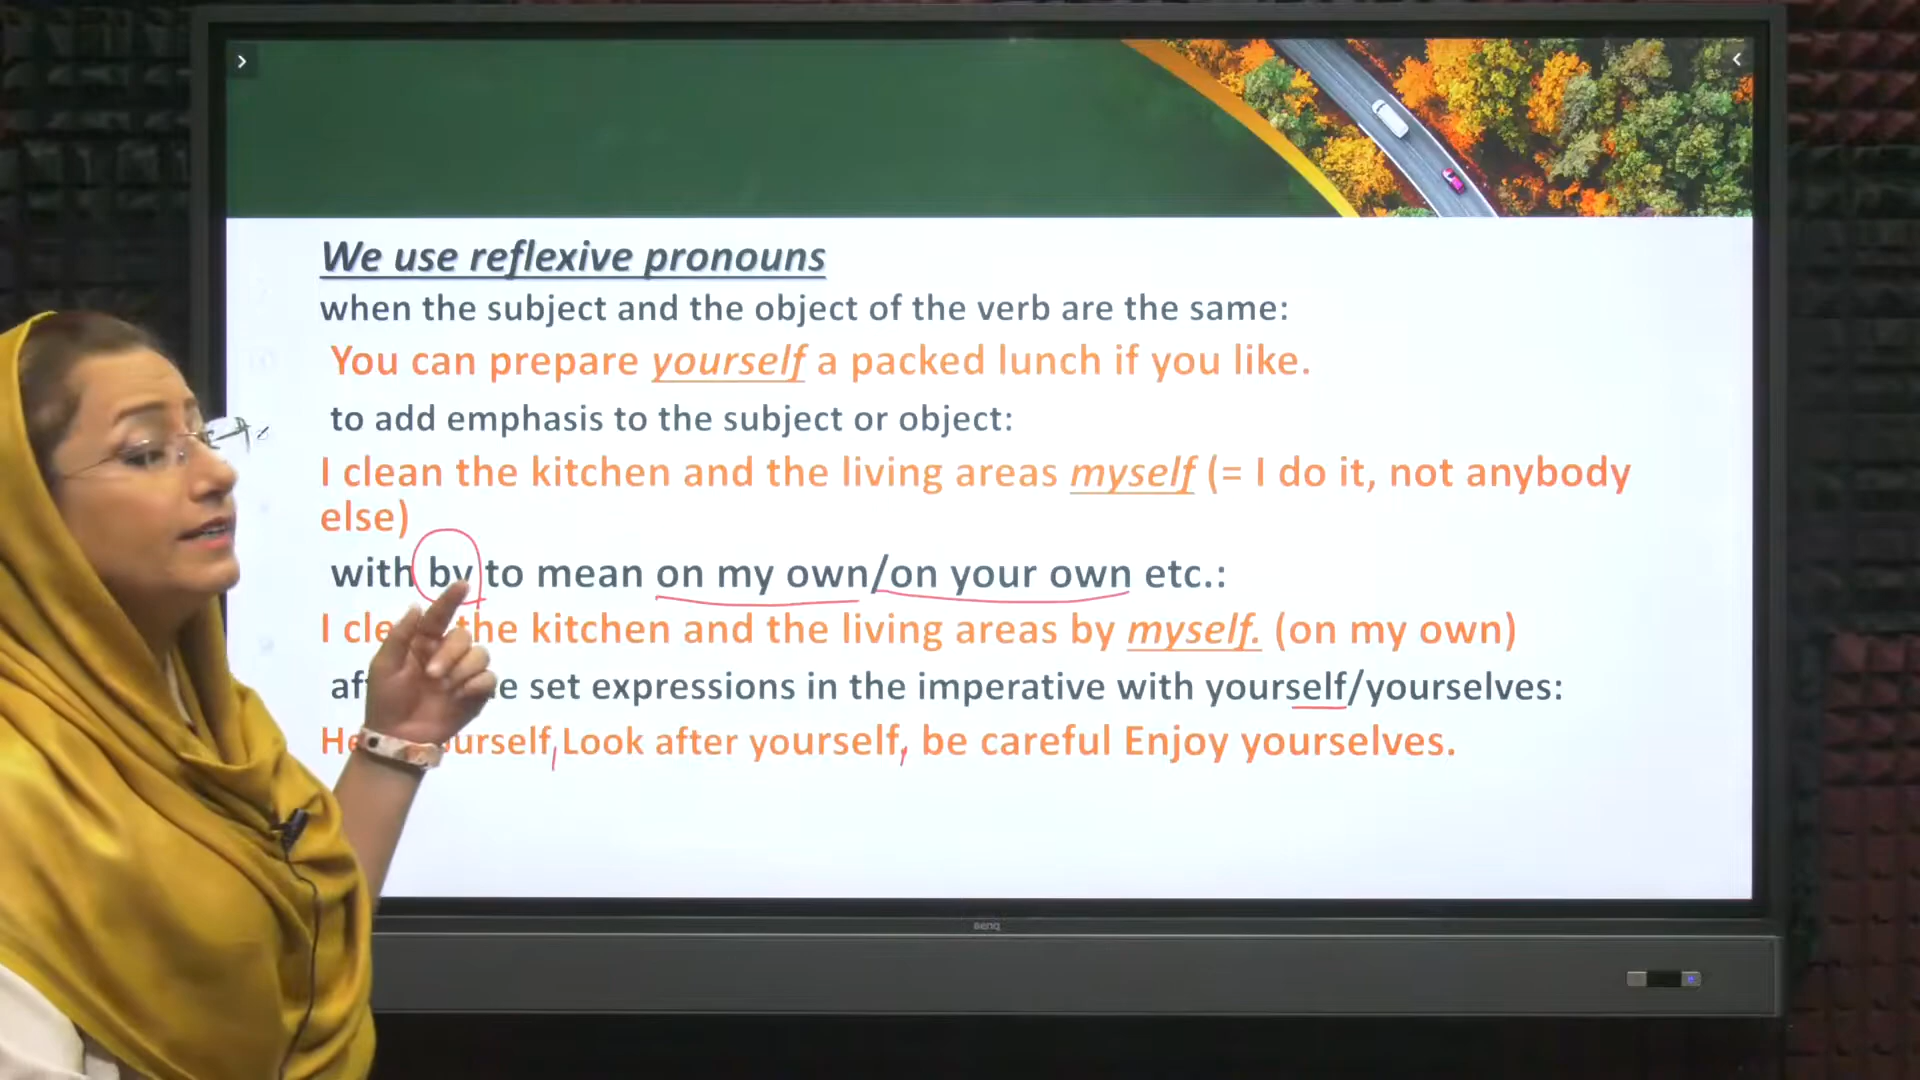 We use reflexive pronouns
when the subject and the object of the verb are the same:
You can prepare yourself a packed lunch if you like.
to add emphasis to the subject or object:
I clean the kitchen and the living areas myself (= I do it, not anybody
else)
with by to mean on my own/on your own etc.:
I the kitchen and the living areas by myself. (on my own)
set expressions in the imperative with yourself/yourselves:
Look after yourself, be careful Enjoy yourselves.
BenQ